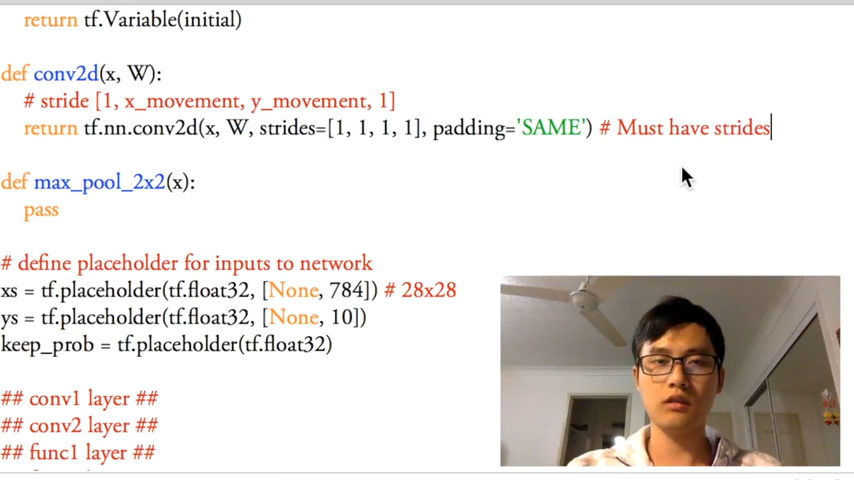 return tf.Variable(initial)
def conv2d(x, W):
# stride [1, x_movement, y_movement, 1]
return tf.nn.conv2d(x, W, strides=[1, 1, 1, 1], padding='SAME') # Must have strides
def max_pool_2x2(x):
pass
# define placeholder for inputs to network
xs = tf.placeholder(tf.float32, [None, 784]) # 28x28
ys = tf.placeholder(tf.float32, [None, 10])
keep_prob = tf.placeholder(tf.float32)
## conv1 layer ##
## conv2 layer ##
## func1 layer ##